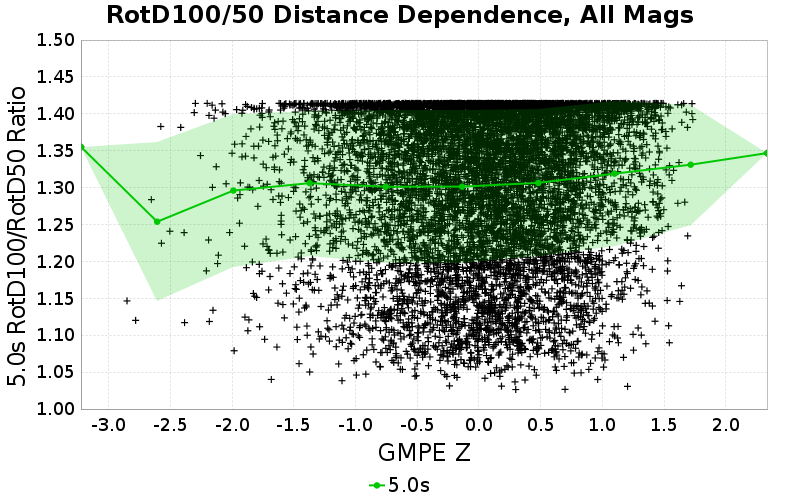 RotD100/50 Distance Dependence, All Mags
5.0s RotD100/RotD50 Ratio
1.50
1.45
1.40
1.35
1.30
1.25
1.20
1.15
1.10
1.05
1.00
-3.0 -2.5 -2.0 -1.5 -1.0 -0.5 0.0 0.5 1.0 1.5 2.0
GMPE Z
5.0s